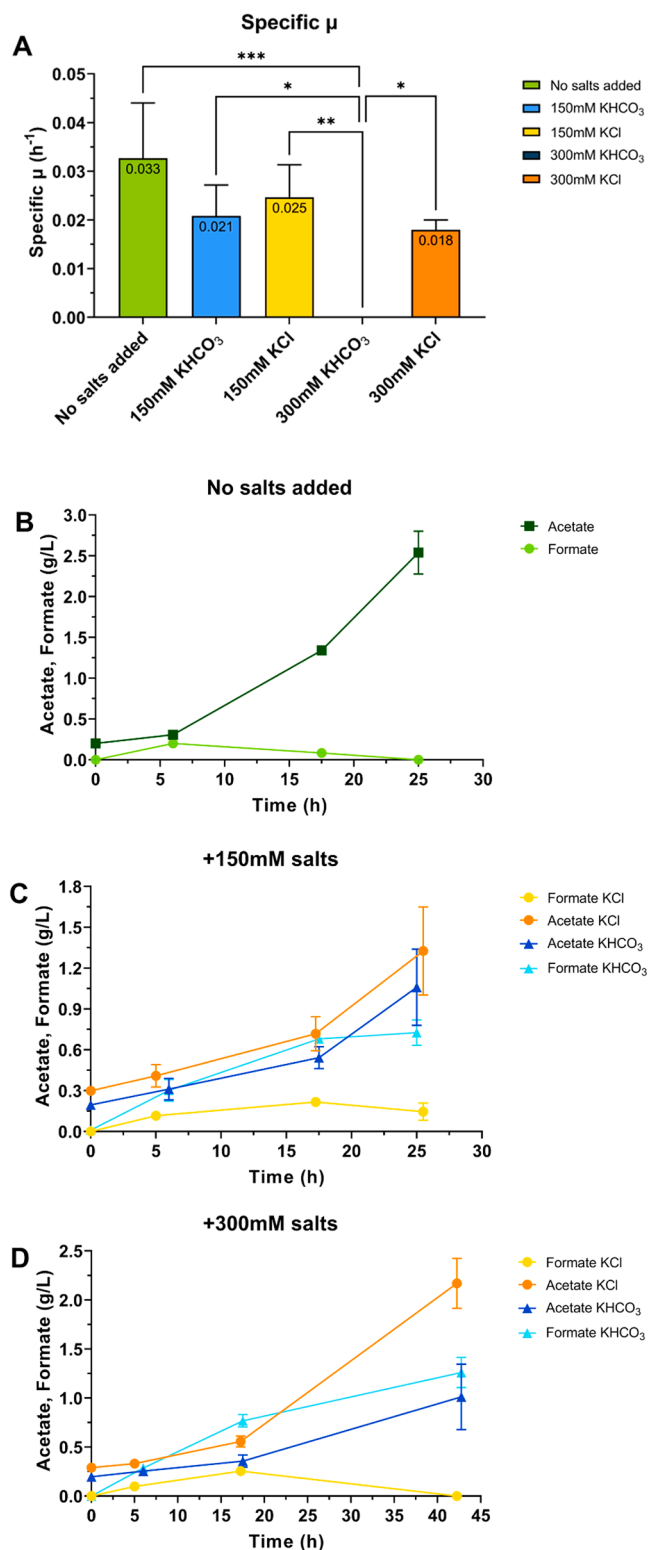 Specific µ
A
***
*
*
**
Specific µ (h⁻¹)
0.05
0.04
0.03
0.02
0.01
0.00
0.033
0.021
0.025
0.018
No salts added
150mM KHCO₃
150mM KCl
300mM KHCO₃
300mM KCl
No salts added
150mM KHCO₃
150mM KCl
300mM KHCO₃
300mM KCl
No salts added
B
Acetate, Formate (g/L)
3.0
2.5
2.0
1.5
1.0
0.5
0.0
0 5 10 15 20 25 30
Time (h)
Acetate
Formate
+150mM salts
C
Acetate, Formate (g/L)
1.8
1.5
1.2
0.9
0.6
0.3
0.0
0 5 10 15 20 25 30
Time (h)
Formate KCl
Acetate KCl
Acetate KHCO₃
Formate KHCO₃
+300mM salts
D
Acetate, Formate (g/L)
2.5
2.0
1.5
1.0
0.5
0.0
0 5 10 15 20 25 30 35 40 45
Time (h)
Formate KCl
Acetate KCl
Acetate KHCO₃
Formate KHCO₃